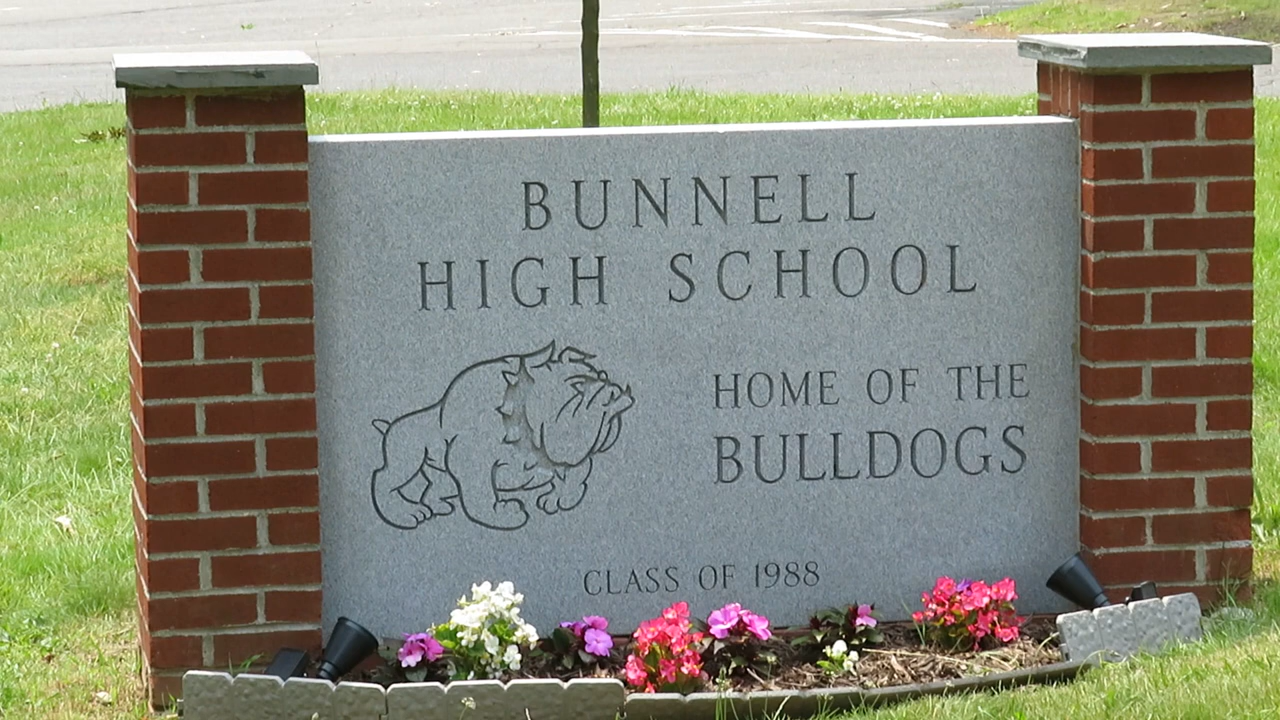 BUNNELL
HIGH SCHOOL
HOME OF THE
BULLDOGS
CLASS OF 1988